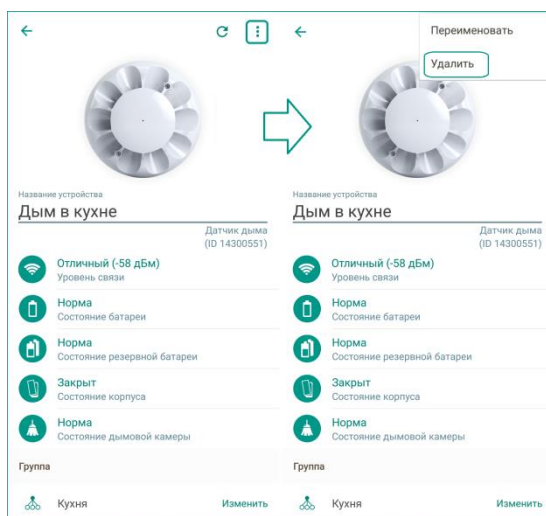 Название устройства
Дым в кухне
Датчик дыма
(ID 14300551)
Отличный (-58 дБм)
Уровень связи
Норма
Состояние батареи
Норма
Состояние резервной батареи
Закрыт
Состояние корпуса
Норма
Состояние дымовой камеры
Группа
Кухня Изменить
Переименовать
Удалить
Название устройства
Дым в кухне
Датчик дыма
(ID 14300551)
Отличный (-58 дБм)
Уровень связи
Норма
Состояние батареи
Норма
Состояние резервной батареи
Закрыт
Состояние корпуса
Норма
Состояние дымовой камеры
Группа
Кухня Изменить